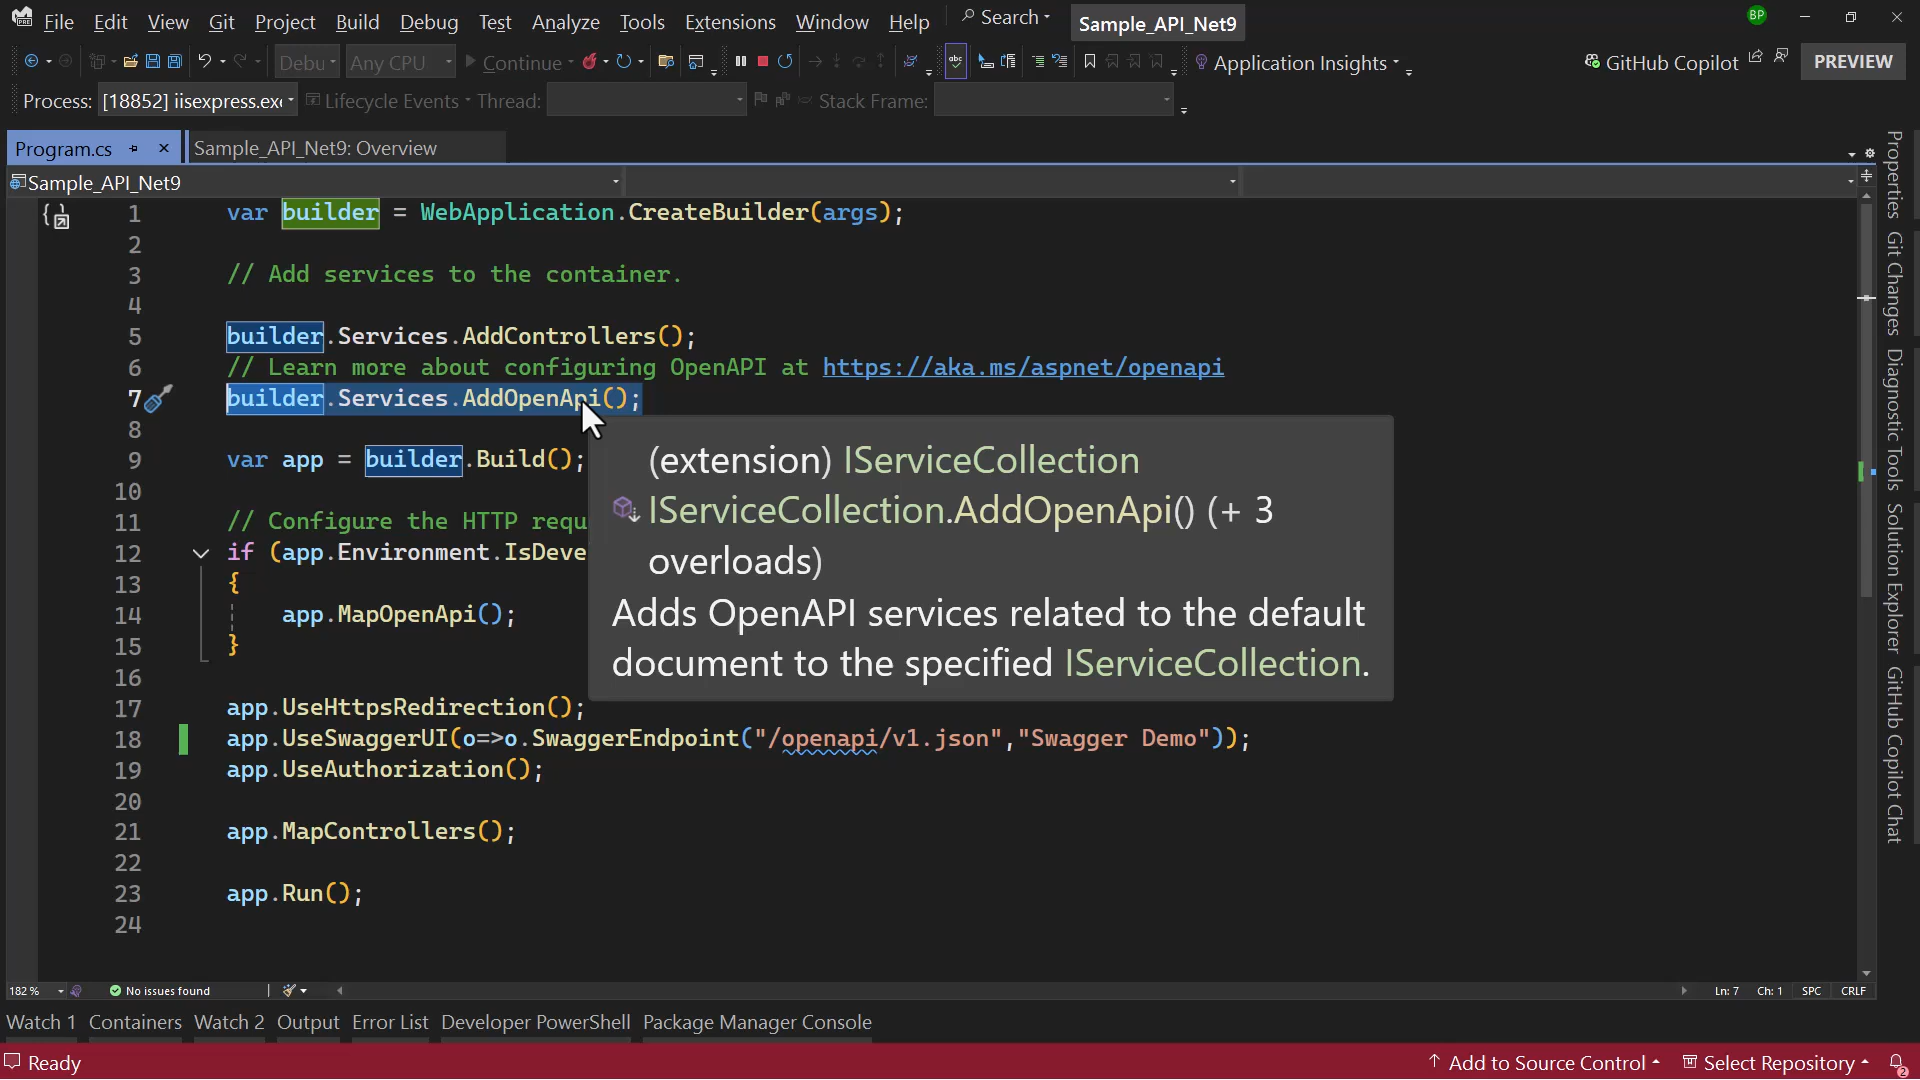 File Edit View Git Project Build Debug Test Analyze Tools Extensions Window Help Search Sample_API_Net9 BP
Any CPU Continue Application Insights GitHub Copilot PREVIEW
Process: [18852] iisexpress.exe Lifecycle Events Thread: Stack Frame:
Program.cs Sample_API_Net9: Overview
Sample_API_Net9
1 var builder = WebApplication.CreateBuilder(args);
2
3 // Add services to the container.
4
5 builder.Services.AddControllers();
6 // Learn more about configuring OpenAPI at https://aka.ms/aspnet/openapi
7 builder.Services.AddOpenApi();
8
(extension) IServiceCollection
IServiceCollection.AddOpenApi() (+ 3
overloads)
Adds OpenAPI services related to the default
document to the specified IServiceCollection.
9 var app = builder.Build();
10
11 // Configure the HTTP requ
12 if (app.Environment.IsDeve
13 {
14 app.MapOpenApi();
15 }
16
17 app.UseHttpsRedirection();
18 app.UseSwaggerUI(o=>o.SwaggerEndpoint("/openapi/v1.json","Swagger Demo"));
19 app.UseAuthorization();
20
21 app.MapControllers();
22
23 app.Run();
24
Properties
Git Changes
Diagnostic Tools
Solution Explorer
GitHub Copilot Chat
182 % No issues found Ln: 7 Ch: 1 SPC CRLF
Watch 1 Containers Watch 2 Output Error List Developer PowerShell Package Manager Console
Ready Add to Source Control Select Repository 2